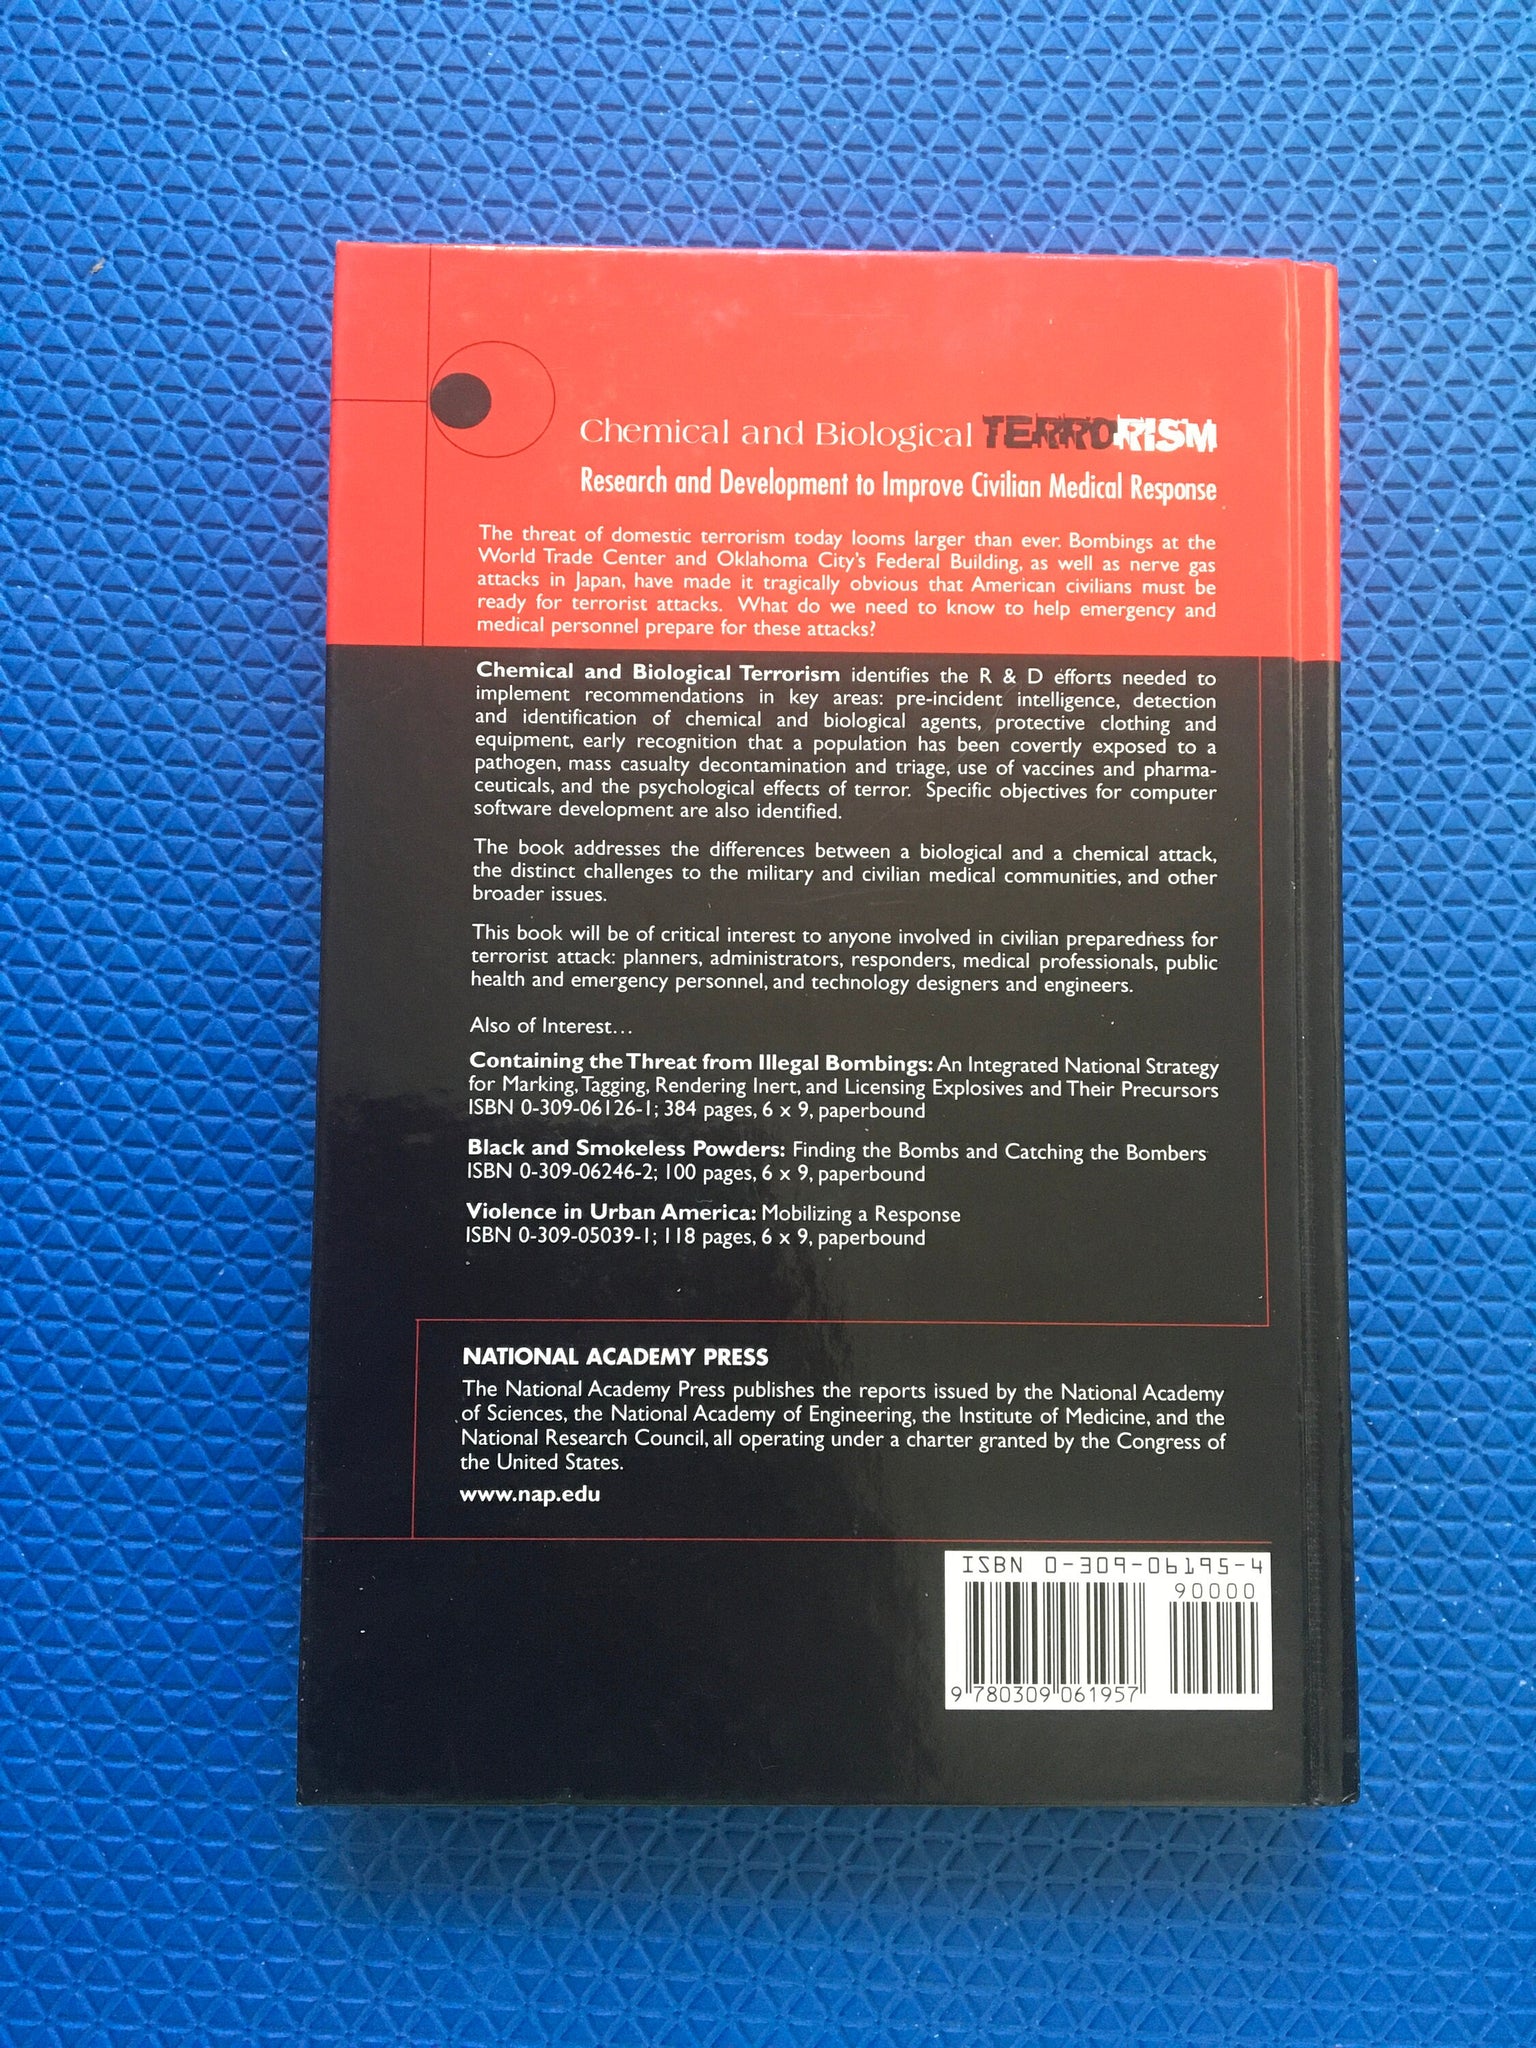 Chemical and Biological TERRORISM
Research and Development to Improve Civilian Medical Response
The threat of domestic terrorism today looms larger than ever. Bombings at the
World Trade Center and Oklahoma City's Federal Building, as well as nerve gas
attacks in Japan, have made it tragically obvious that American civilians must be
ready for terrorist attacks. What do we need to know to help emergency and
medical personnel prepare for these attacks?
Chemical and Biological Terrorism identifies the R & D efforts needed to
implement recommendations in key areas: pre-incident intelligence, detection
and identification of chemical and biological agents, protective clothing and
equipment, early recognition that a population has been covertly exposed to a
pathogen, mass casualty decontamination and triage, use of vaccines and pharma-
ceuticals, and the psychological effects of terror. Specific objectives for computer
software development are also identified.
The book addresses the differences between a biological and a chemical attack,
the distinct challenges to the military and civilian medical communities, and other
broader issues.
This book will be of critical interest to anyone involved in civilian preparedness for
terrorist attack: planners, administrators, responders, medical professionals, public
health and emergency personnel, and technology designers and engineers.
Also of Interest...
Containing the Threat from Illegal Bombings: An Integrated National Strategy
for Marking, Tagging, Rendering Inert, and Licensing Explosives and Their Precursors
ISBN 0-309-06126-1; 384 pages, 6 x 9, paperbound
Black and Smokeless Powders: Finding the Bombs and Catching the Bombers
ISBN 0-309-06246-2; 100 pages, 6 x 9, paperbound
Violence in Urban America: Mobilizing a Response
ISBN 0-309-05039-1; 118 pages, 6 x 9, paperbound
NATIONAL ACADEMY PRESS
The National Academy Press publishes the reports issued by the National Academy
of Sciences, the National Academy of Engineering, the Institute of Medicine, and the
National Research Council, all operating under a charter granted by the Congress of
the United States.
www.nap.edu
ISBN 0-309-06195-4
90000
9 780309 061957